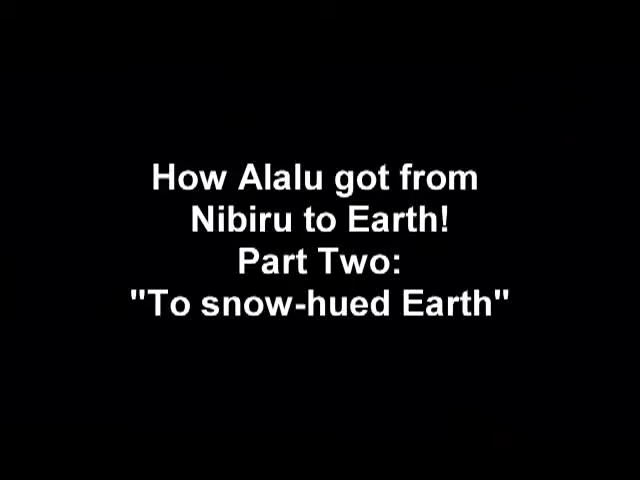 How Alalu got from
Nibiru to Earth!
Part Two:
"To snow-hued Earth"